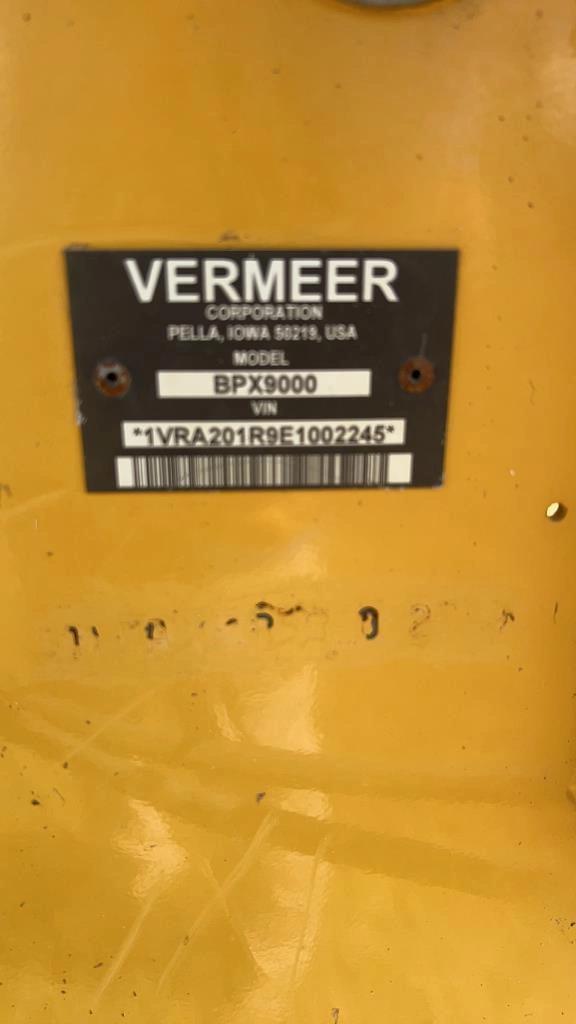 VERMEER
CORPORATION
PELLA, IOWA 50219, USA
MODEL
BPX9000
VIN
*1VRA201R9E1002245*